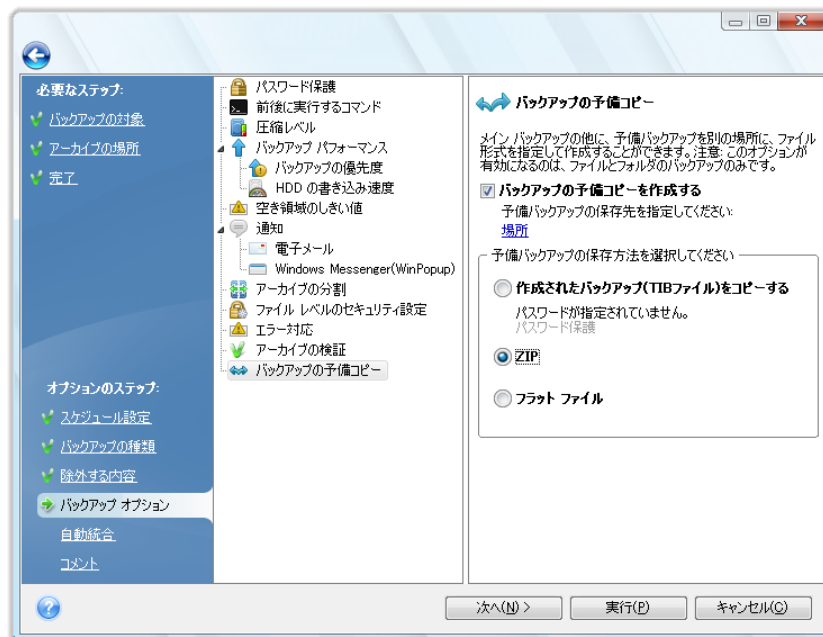 必要なステップ:
バックアップの対象
アーカイブの場所
完了
オプションのステップ:
スケジュール設定
バックアップの種類
除外する内容
バックアップ オプション
自動統合
コメント
パスワード保護
前後に実行するコマンド
圧縮レベル
バックアップ パフォーマンス
バックアップの優先度
HDD の書き込み速度
空き領域のしきい値
通知
電子メール
Windows Messenger(WinPopup)
アーカイブの分割
ファイル レベルのセキュリティ設定
エラー対応
アーカイブの検証
バックアップの予備コピー
バックアップの予備コピー
メイン バックアップの他に、予備バックアップを別の場所に、ファイル
形式を指定して作成することができます。注意: このオプションが
有効になるのは、ファイルとフォルダのバックアップのみです。
バックアップの予備コピーを作成する
予備バックアップの保存先を指定してください:
場所
予備バックアップの保存方法を選択してください
作成されたバックアップ(TIBファイル)をコピーする
パスワードが指定されていません。
パスワード保護
ZIP
フラット ファイル
次へ(N) >
実行(P)
キャンセル(C)